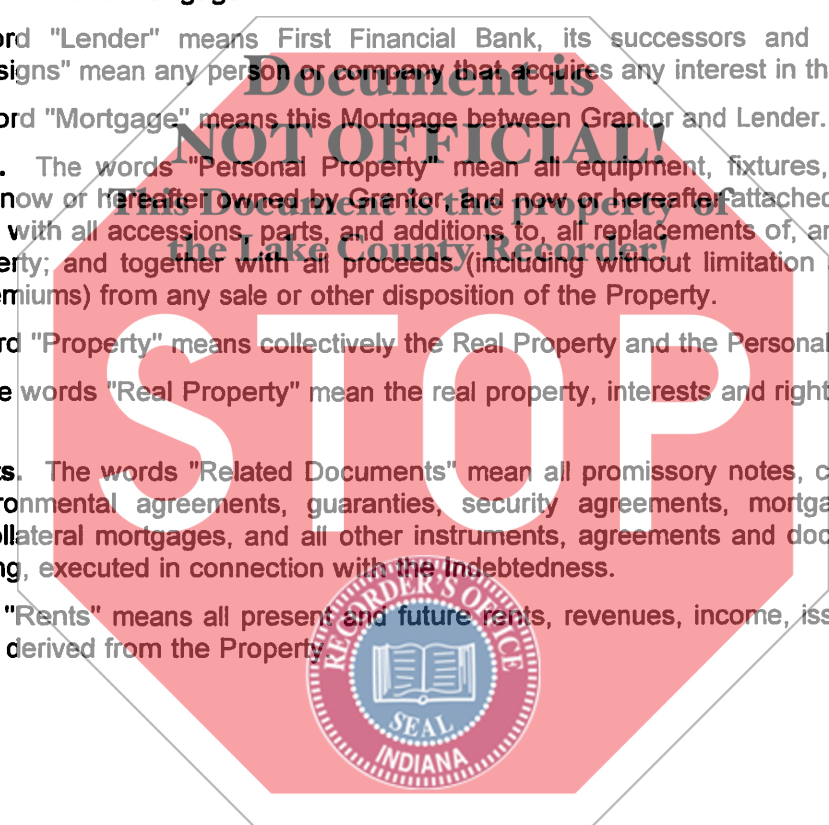 ord "Lender" means First Financial Bank, its successors and
signs" mean any person or company that acquires any interest in th
Document is
ord "Mortgage" means this Mortgage between Grantor and Lender.
NOT OFFICIAL!
. The words "Personal Property" mean all equipment, fixtures,
now or hereafter owned by Grantor, and now or hereafter attached
This Document is the property of
with all accessions, parts, and additions to, all replacements of, a
the Lake County Recorder!
erty; and together with all proceeds (including without limitation
miums) from any sale or other disposition of the Property.
rd "Property" means collectively the Real Property and the Personal
STOP
e words "Real Property" mean the real property, interests and right
ts. The words "Related Documents" mean all promissory notes, c
ronmental agreements, guaranties, security agreements, mortga
llateral mortgages, and all other instruments, agreements and doc
ng, executed in connection with the Indebtedness.
"Rents" means all present and future rents, revenues, income, iss
derived from the Property.
RECORDER'S OFFICE
SEAL
INDIANA